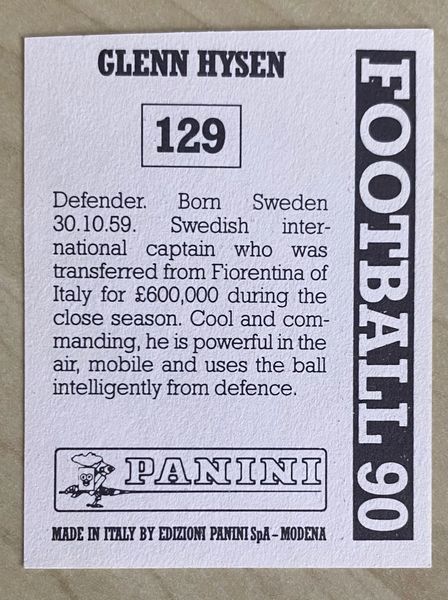 GLENN HYSEN
129
Defender. Born Sweden
30.10.59. Swedish inter-
national captain who was
transferred from Fiorentina of
Italy for £600,000 during the
close season. Cool and com-
manding, he is powerful in the
air, mobile and uses the ball
intelligently from defence.
PANINI
MADE IN ITALY BY EDIZIONI PANINI SpA - MODENA
FOOTBALL 90